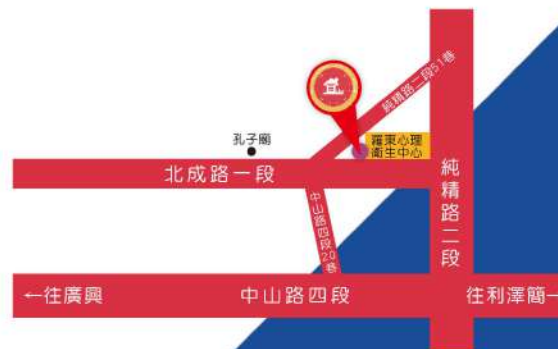 純精路二段51巷
宜
孔子廟
羅東心理
衛生中心
北成路一段
純精路二段
中山路四段20巷
←往廣興
中山路四段
往利澤簡→